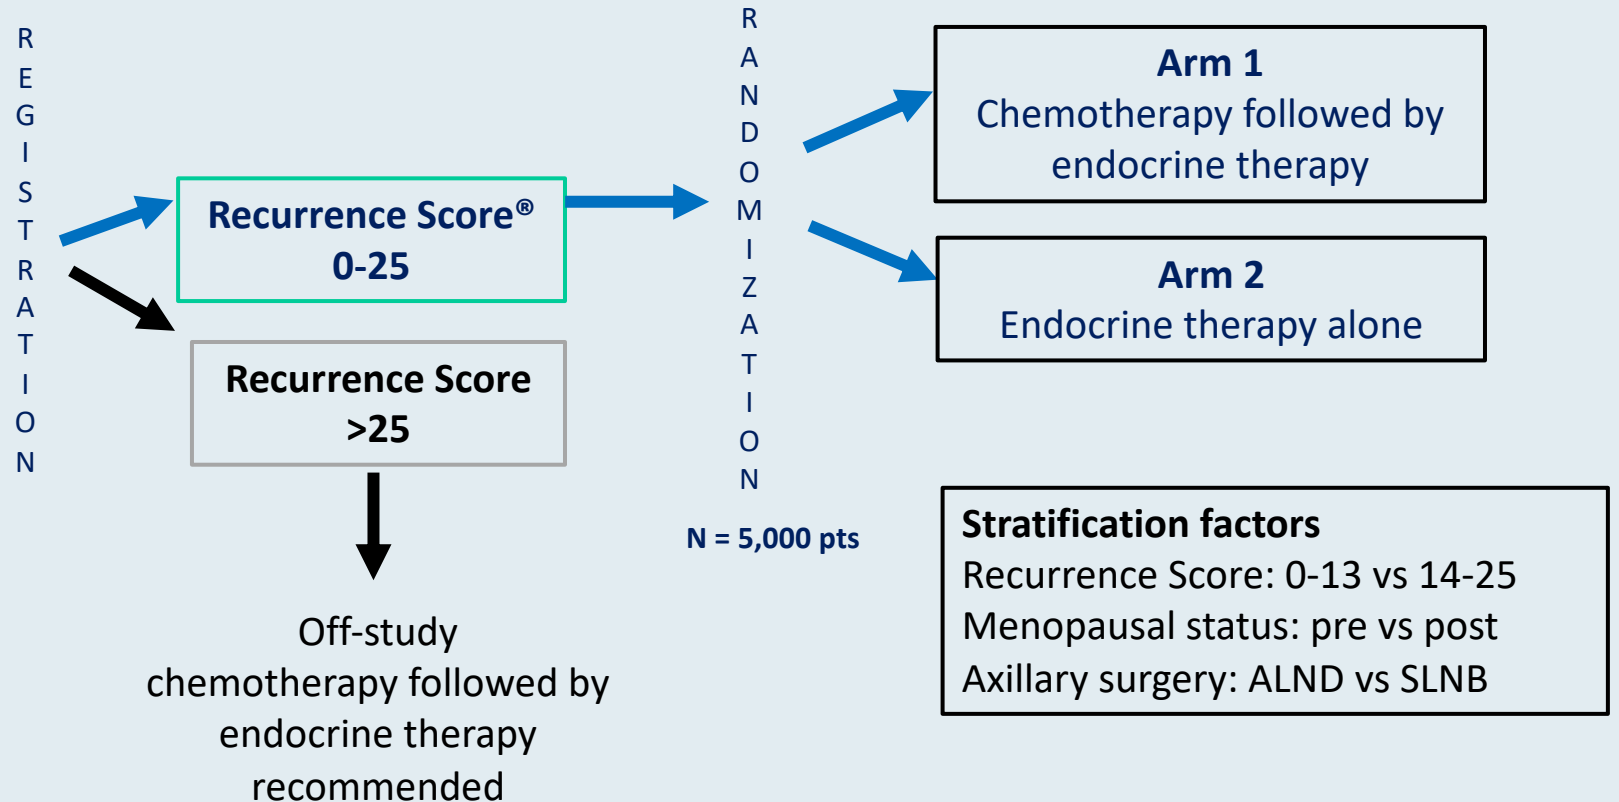 REGISTRATION
Recurrence Score®
0-25
Recurrence Score
>25
Off-study
chemotherapy followed by
endocrine therapy
recommended
RANDOMIZATION
N = 5,000 pts
Arm 1
Chemotherapy followed by
endocrine therapy
Arm 2
Endocrine therapy alone
Stratification factors
Recurrence Score: 0-13 vs 14-25
Menopausal status: pre vs post
Axillary surgery: ALND vs SLNB